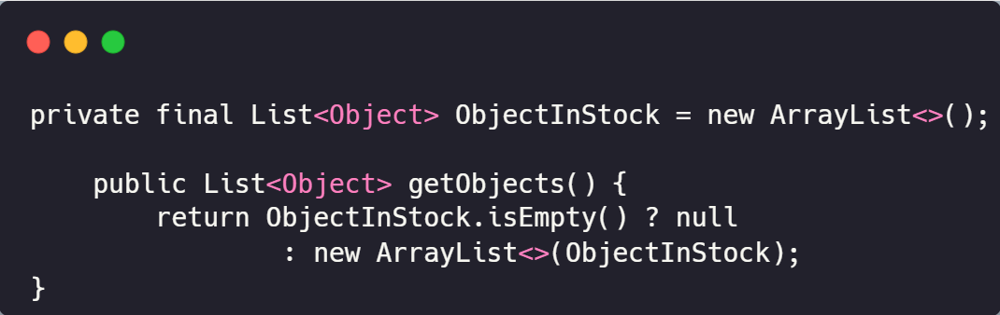 private final List<Object> ObjectInStock = new ArrayList<>();
public List<Object> getObjects() {
return ObjectInStock.isEmpty() ? null
: new ArrayList<>(ObjectInStock);
}